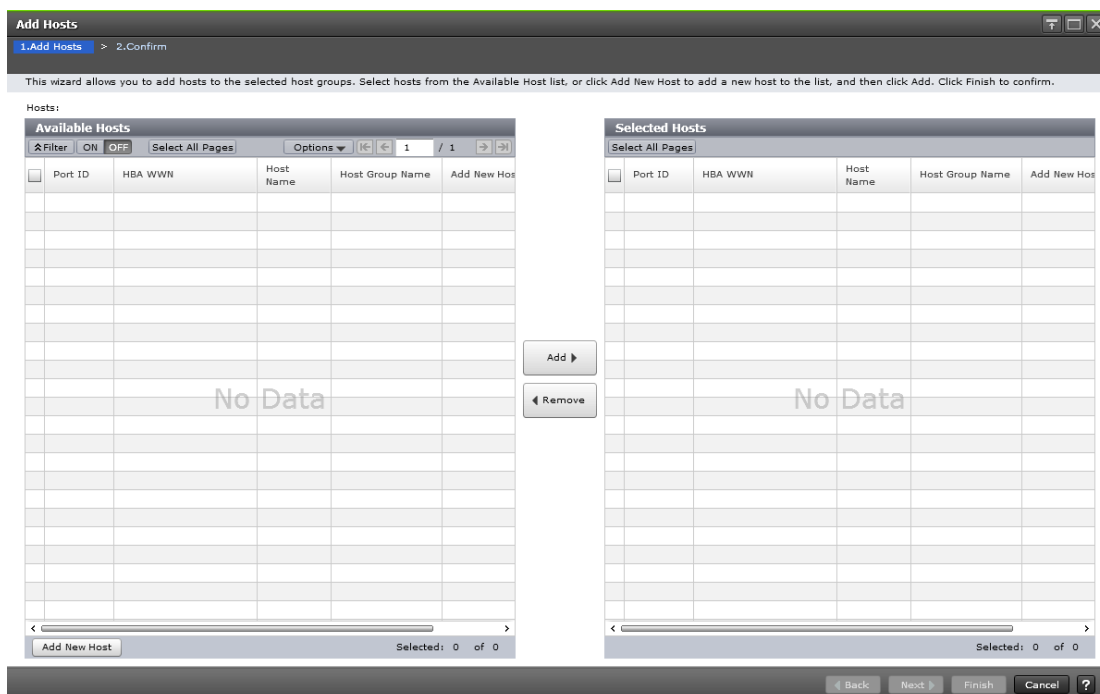 Add Hosts
1.Add Hosts > 2.Confirm
This wizard allows you to add hosts to the selected host groups. Select hosts from the Available Host list, or click Add New Host to add a new host to the list, and then click Add. Click Finish to confirm.
Hosts:
Available Hosts
Filter ON OFF Select All Pages Options 1 / 1
Port ID HBA WWN Host Name Host Group Name Add New Hos
No Data
Add New Host Selected: 0 of 0
Add
Remove
Selected Hosts
Select All Pages
Port ID HBA WWN Host Name Host Group Name Add New Hos
No Data
Selected: 0 of 0
Back Next Finish Cancel ?